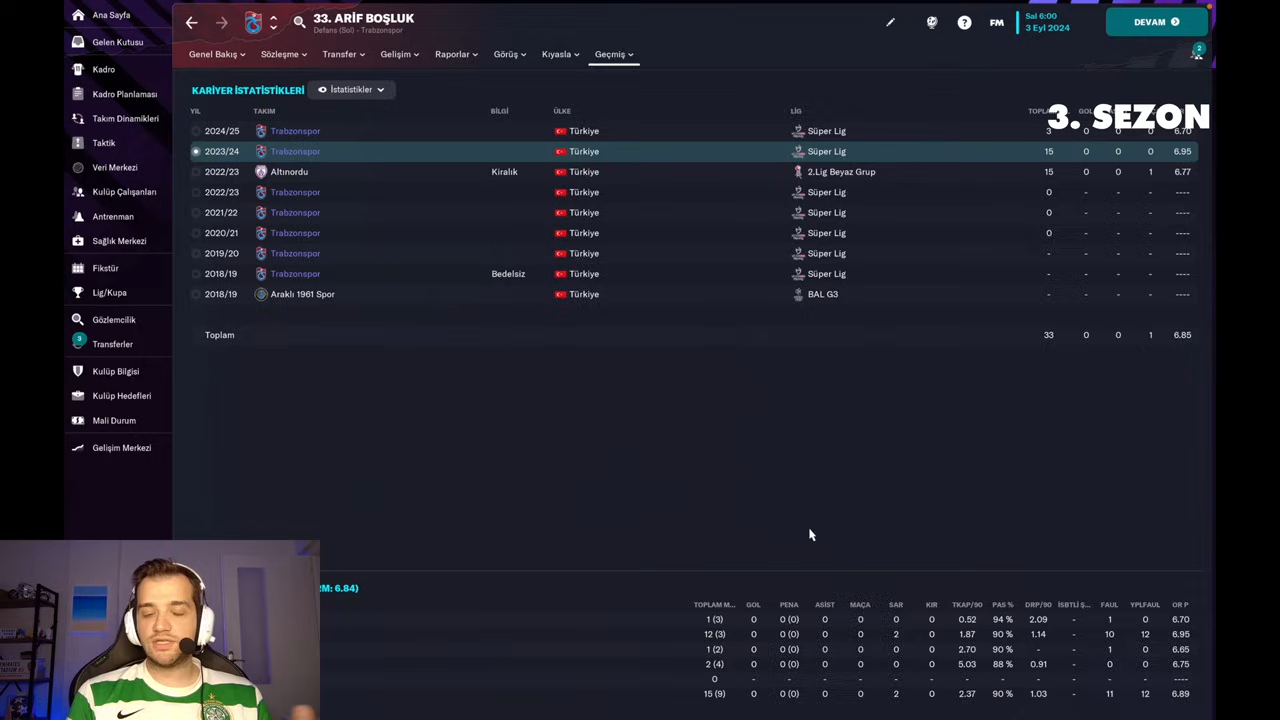 Ana Sayfa
Gelen Kutusu
Kadro
Kadro Planlaması
Takım Dinamikleri
Taktik
Veri Merkezi
Kulüp Çalışanları
Antrenman
Sağlık Merkezi
Fikstür
Lig/Kupa
Gözlemcilik
3
Transferler
Kulüp Bilgisi
Kulüp Hedefleri
Mali Durum
Gelişim Merkezi
33. ARİF BOŞLUK
Defans (Sol) - Trabzonspor
FM
Sal 6:00
3 Eyl 2024
DEVAM
Genel Bakış Sözleşme Transfer Gelişim Raporlar Görüş Kıyasla Geçmiş
2
KARİYER İSTATİSTİKLERİ İstatistikler
3. SEZON
YIL TAKIM BİLGİ ÜLKE LİG GOL
2024/25 Trabzonspor Türkiye Süper Lig 3 0 0 0 6.70
2023/24 Trabzonspor Türkiye Süper Lig 15 0 0 0 6.95
2022/23 Altınordu Kiralık Türkiye 2.Lig Beyaz Grup 15 0 0 1 6.77
2022/23 Trabzonspor Türkiye Süper Lig 0 - - - ----
2021/22 Trabzonspor Türkiye Süper Lig 0 - - - ----
2020/21 Trabzonspor Türkiye Süper Lig 0 - - - ----
2019/20 Trabzonspor Türkiye Süper Lig - - - - ----
2018/19 Trabzonspor Bedelsiz Türkiye Süper Lig - - - - ----
2018/19 Araklı 1961 Spor Türkiye BAL G3 - - - - ----
Toplam 33 0 0 1 6.85
RM: 6.84)
TOPLAM M... GOL PENA ASİST MAÇA SAR KIR TKAP/90 PAS % DRP/90 İSBTLİ Ş... FAUL YPLFAUL OR P
1 (3) 0 0 (0) 0 0 0 0 0.52 94 % 2.09 - 1 0 6.70
12 (3) 0 0 (0) 0 0 2 0 1.87 90 % 1.14 - 10 12 6.95
1 (2) 0 0 (0) 0 0 0 0 2.70 90 % - - 0 0 6.65
2 (4) 0 0 (0) 0 0 0 0 5.03 88 % 0.91 - 0 0 6.75
0 - - (-) - - - - - - - - - - ----
15 (9) 0 0 (0) 0 0 2 0 2.37 90 % 1.03 - 11 12 6.89